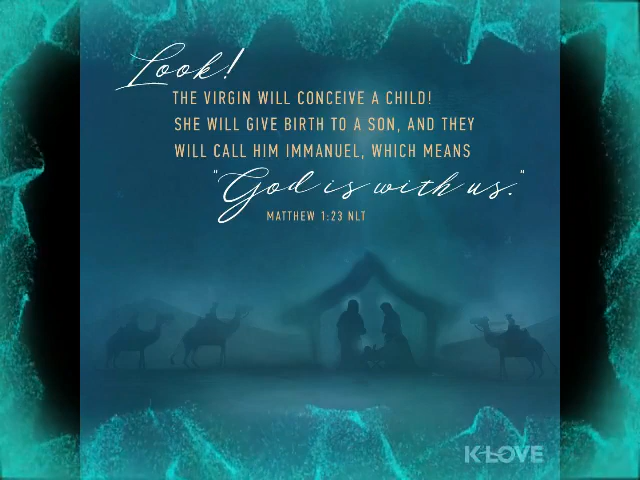 Look!
THE VIRGIN WILL CONCEIVE A CHILD!
SHE WILL GIVE BIRTH TO A SON, AND THEY
WILL CALL HIM IMMANUEL, WHICH MEANS
"God is with us."
MATTHEW 1:23 NLT
K-LOVE